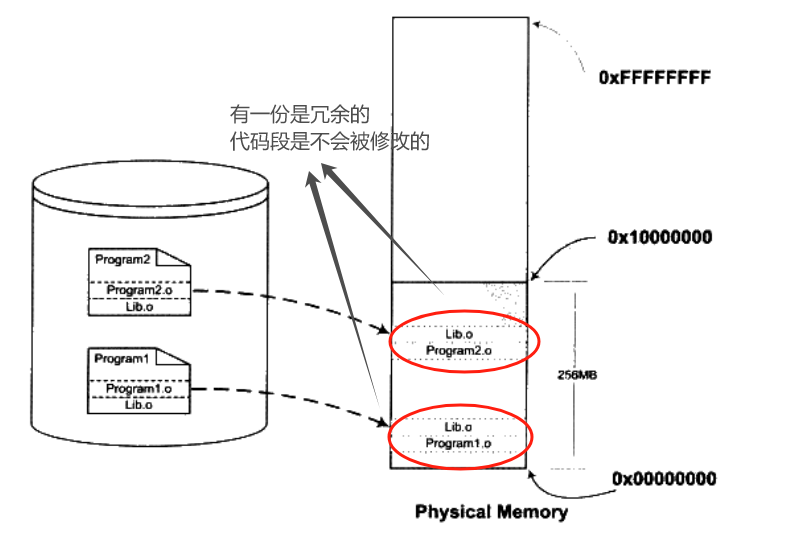 0xFFFFFFFF
有一份是冗余的
代码段是不会被修改的
0x10000000
Program2
Program2.o
Lib.o
Program1
Program1.o
Lib.o
Lib.o
Program2.o
256MB
Lib.o
Program1.o
0x00000000
Physical Memory